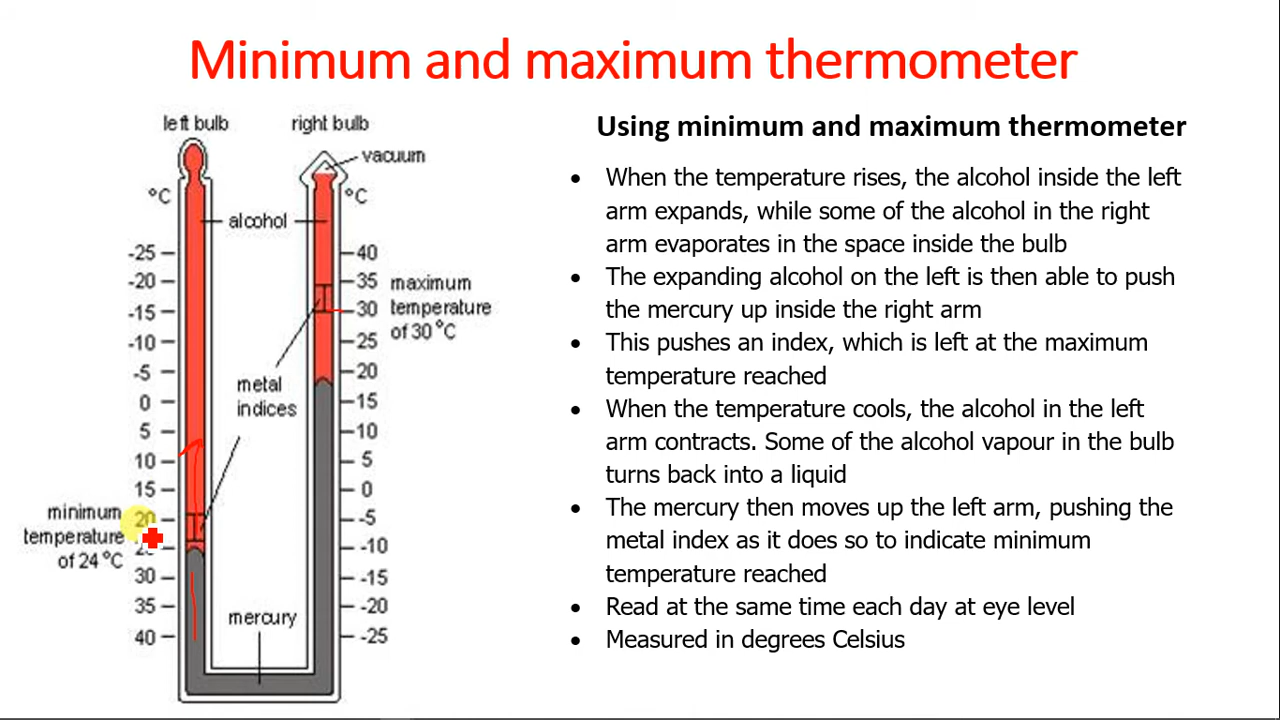 Minimum and maximum thermometer
left bulb
right bulb
vacuum
°C
°C
alcohol
-25
-20
-15
-10
-5
0
5
10
15
20
30
35
40
40
35
30
25
20
15
10
5
0
-5
-10
-15
-20
-25
maximum
temperature
of 30 °C
metal
indices
minimum
temperature
of 24 °C
mercury
Using minimum and maximum thermometer
• When the temperature rises, the alcohol inside the left
arm expands, while some of the alcohol in the right
arm evaporates in the space inside the bulb
• The expanding alcohol on the left is then able to push
the mercury up inside the right arm
• This pushes an index, which is left at the maximum
temperature reached
• When the temperature cools, the alcohol in the left
arm contracts. Some of the alcohol vapour in the bulb
turns back into a liquid
• The mercury then moves up the left arm, pushing the
metal index as it does so to indicate minimum
temperature reached
• Read at the same time each day at eye level
• Measured in degrees Celsius